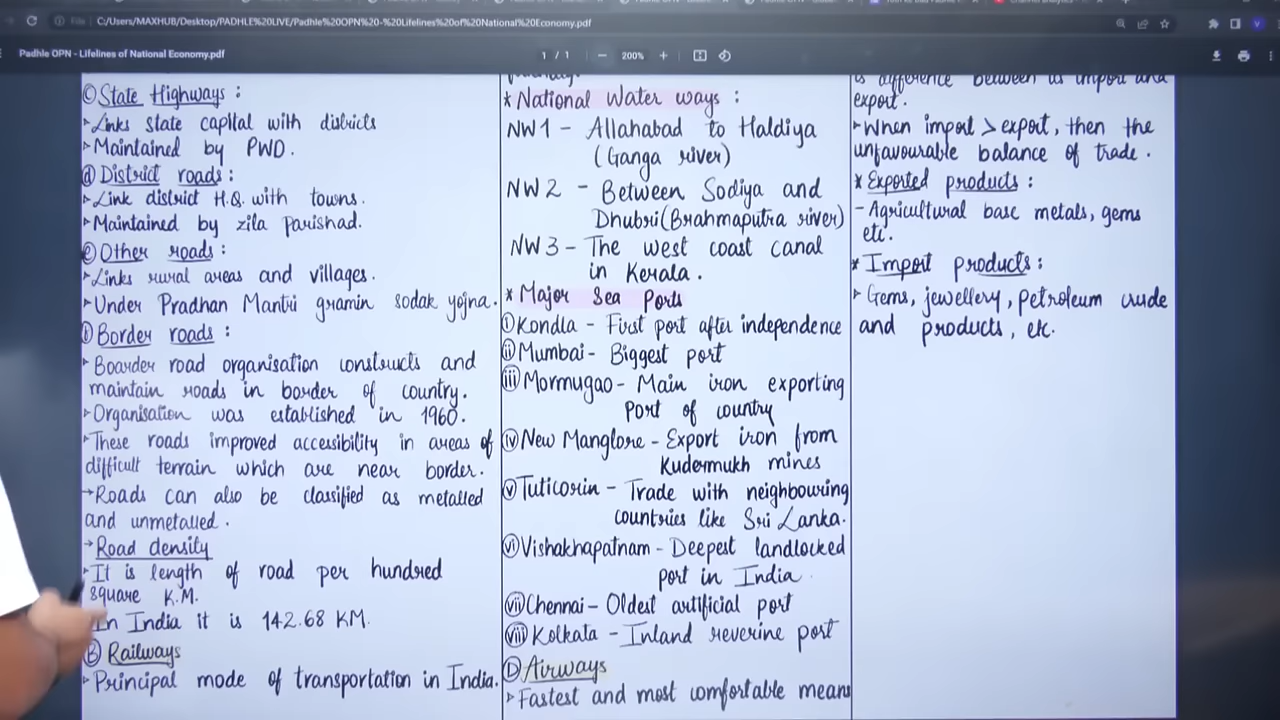 C:/Users/MAXHUB/Desktop/PADHLE%20LIVE/Padhle%20OPN%20-%20Lifelines%20of%20National%20Economy.pdf
Padhle OPN - Lifelines of National Economy.pdf
1 / 1
200%
ⓒ State Highways :
Links state capital with districts
Maintained by PWD.
ⓓ District roads :
Link district H.Q. with towns.
Maintained by zila parishad.
ⓔ Other roads :
Links rural areas and villages.
Under Pradhan Mantri gramin sodak yojna.
Border roads :
Boarder road organisation constructs and
maintain roads in border of country.
Organisation was established in 1960.
These roads improved accessibility in areas of
difficult terrain which are near border.
→ Roads can also be classified as metalled
and unmetalled.
→ Road density
It is length of road per hundred
square K.M.
In India it is 142.68 KM.
Ⓑ Railways
Principal mode of transportation in India.
* National Water ways :
NW1 - Allahabad to Haldiya
(Ganga river)
NW2 - Between Sodiya and
Dhubri (Brahmaputra river)
NW3 - The west coast canal
in Kerala.
* Major Sea Ports
ⓘ Kondla - First port after independence
ⓘⓘ Mumbai - Biggest port
ⓘⓘⓘ Mormugao - Main iron exporting
Port of country
(iv) New Manglore - Export iron from
Kudermukh mines
(v) Tuticorin - Trade with neighbouring
countries like Sri Lanka.
(vi) Vishakhapatnam - Deepest landlocked
port in India
(vii) Chennai - Oldest artificial port
(viii) Kolkata - Inland reverine port
Ⓓ Airways
Fastest and most comfortable means
is difference between its import and
export.
When import > export, then the
unfavourable balance of trade.
* Exported products :
- Agricultural base metals, gems
etc.
* Import products :
Gems, jewellery, petroleum crude
and products, etc.